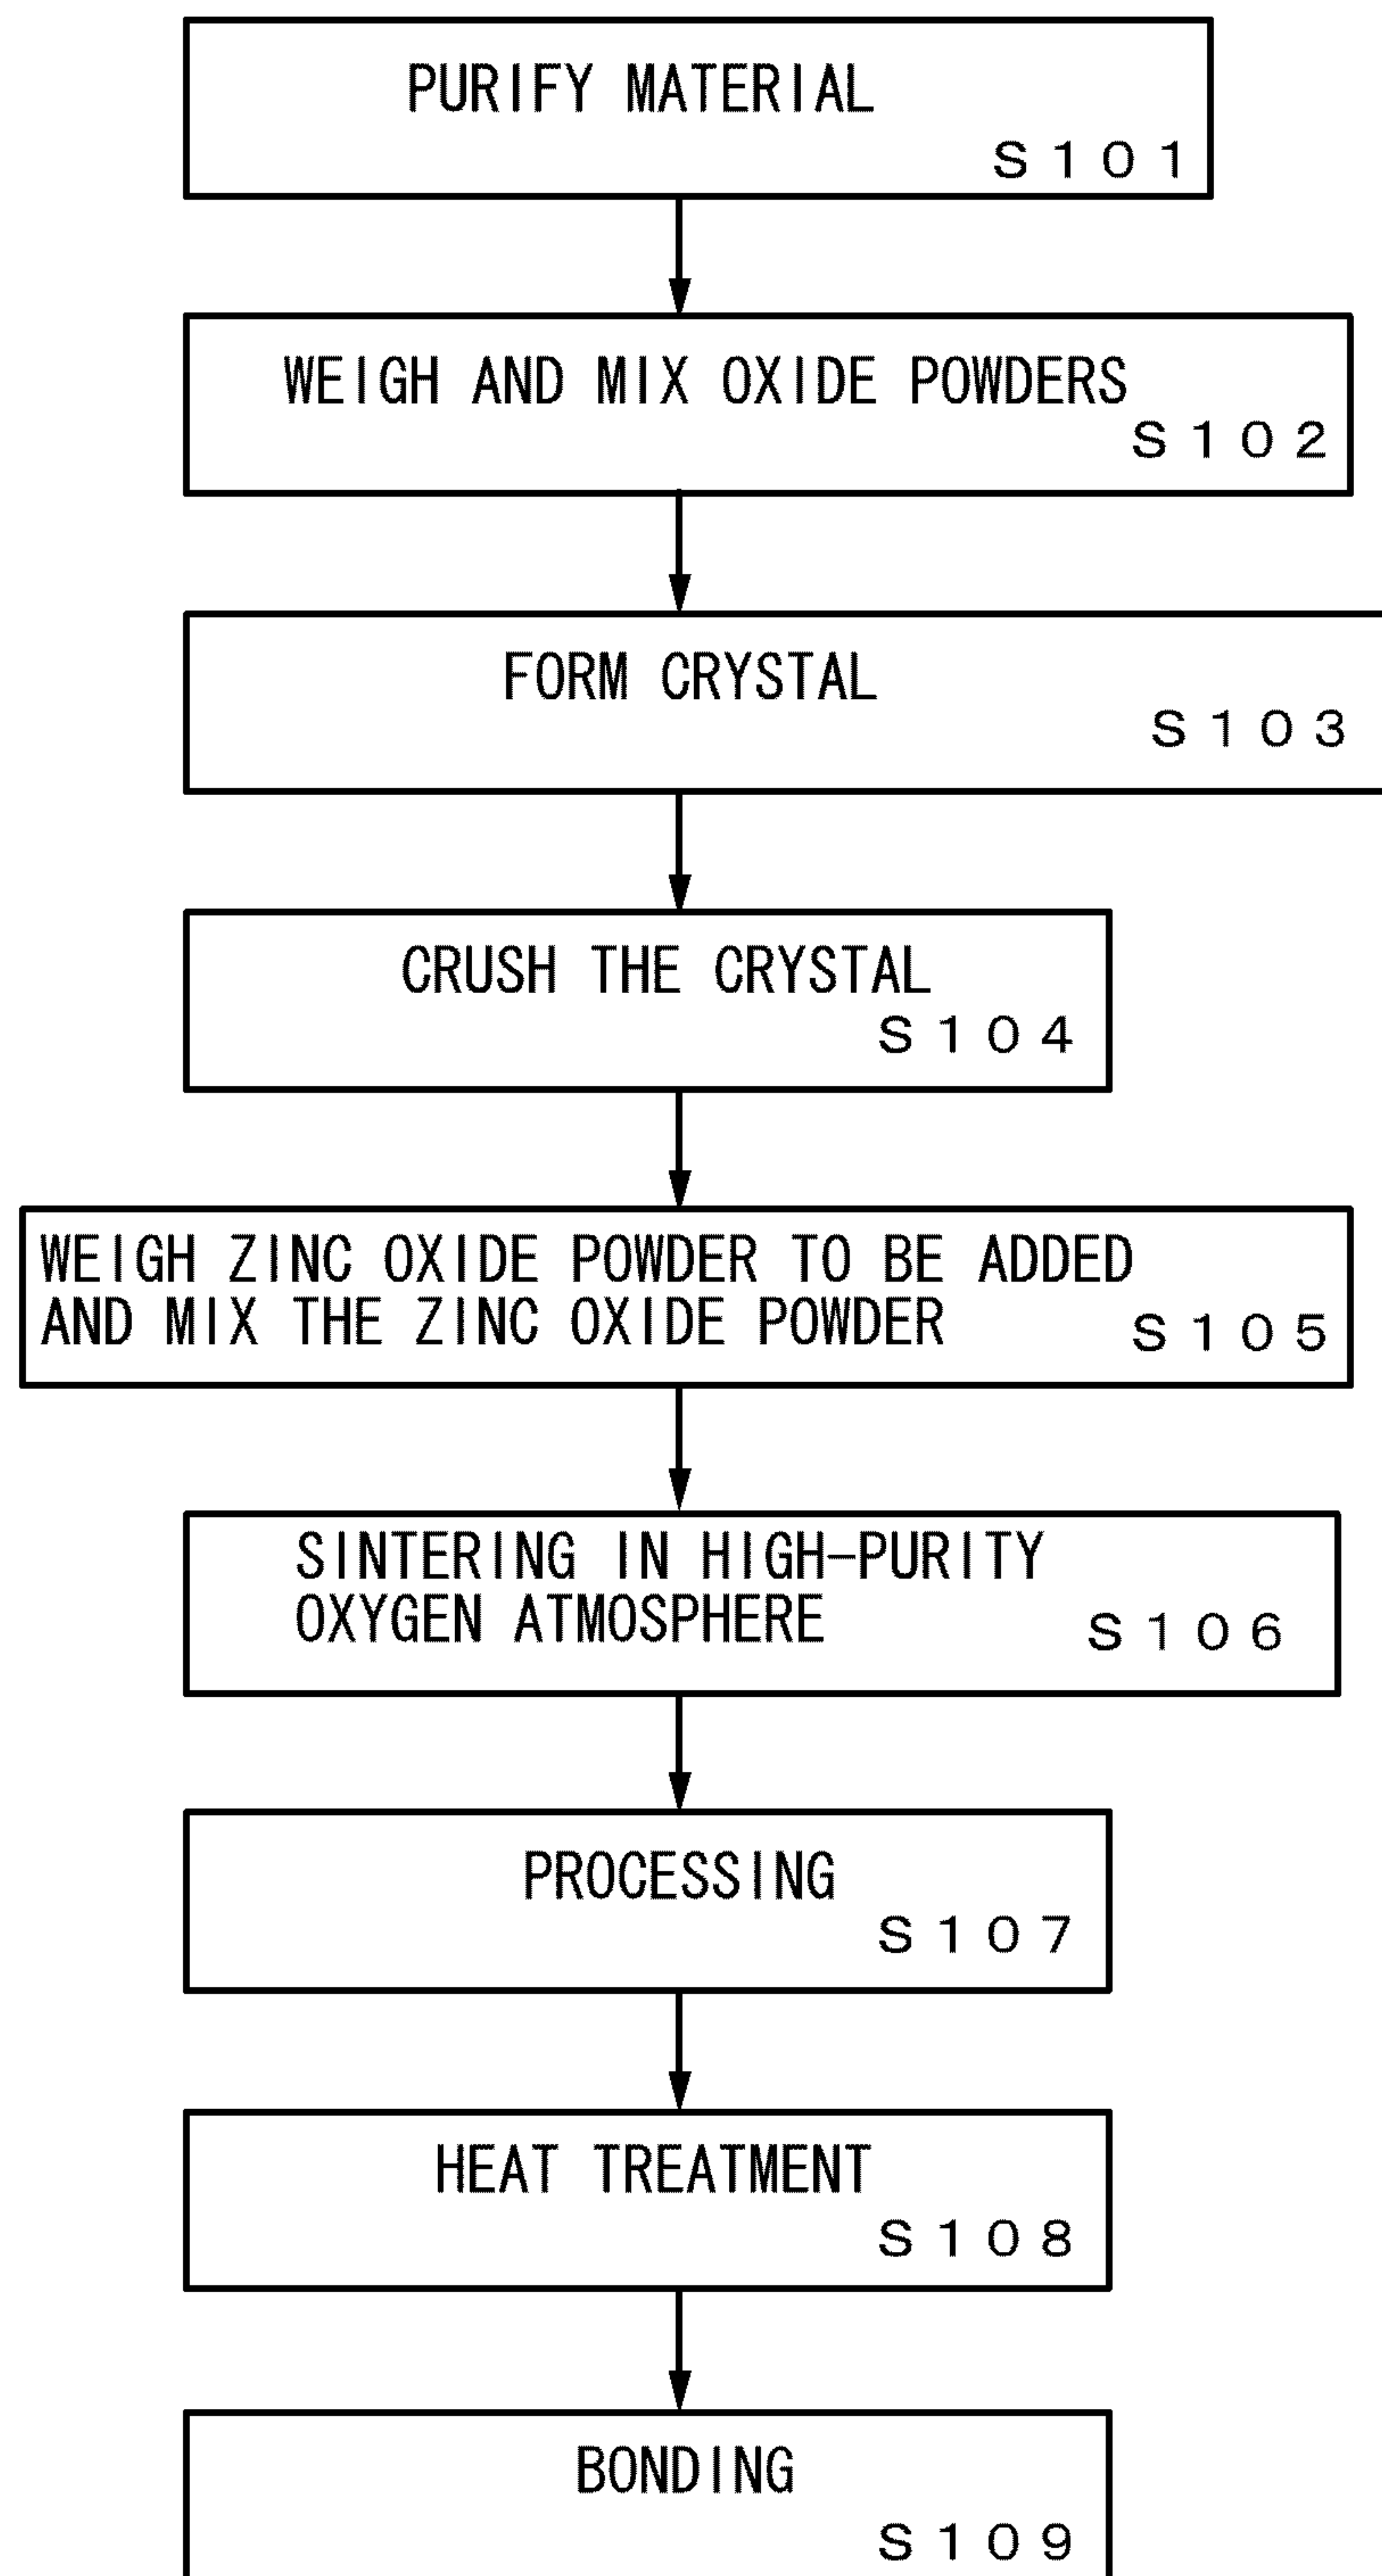 PURIFY MATERIAL
S101
WEIGH AND MIX OXIDE POWDERS
S102
FORM CRYSTAL
S103
CRUSH THE CRYSTAL
S104
WEIGH ZINC OXIDE POWDER TO BE ADDED
AND MIX THE ZINC OXIDE POWDER
S105
SINTERING IN HIGH-PURITY
OXYGEN ATMOSPHERE
S106
PROCESSING
S107
HEAT TREATMENT
S108
BONDING
S109